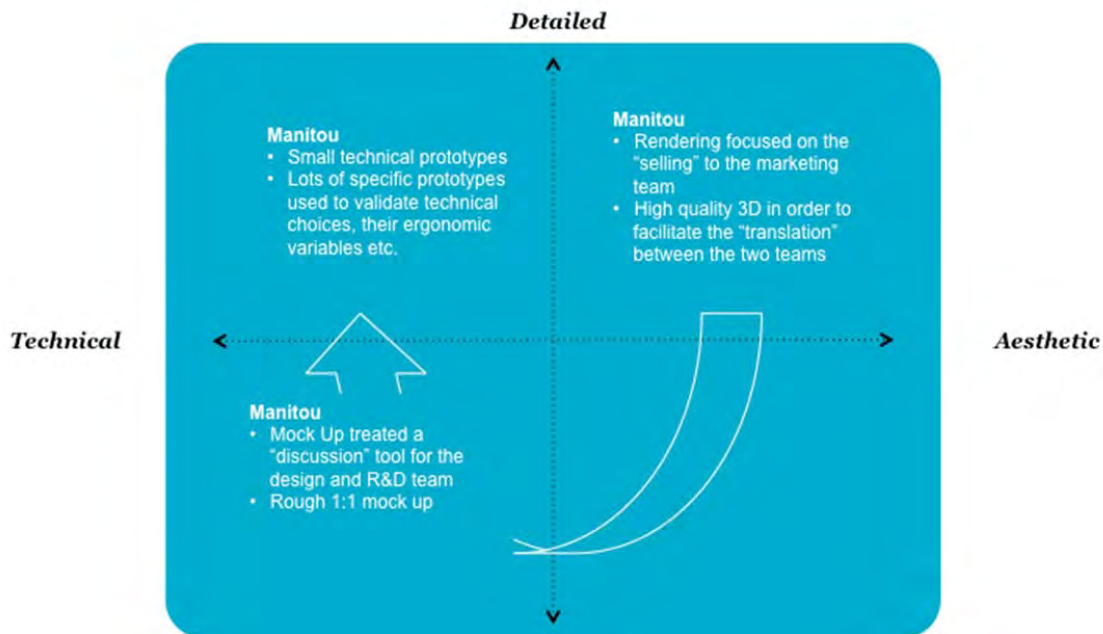 Detailed
Manitou
• Small technical prototypes
• Lots of specific prototypes
used to validate technical
choices, their ergonomic
variables etc.
Manitou
• Rendering focused on the
“selling” to the marketing
team
• High quality 3D in order to
facilitate the “translation”
between the two teams
Technical
Aesthetic
Manitou
• Mock Up treated a
“discussion” tool for the
design and R&D team
• Rough 1:1 mock up